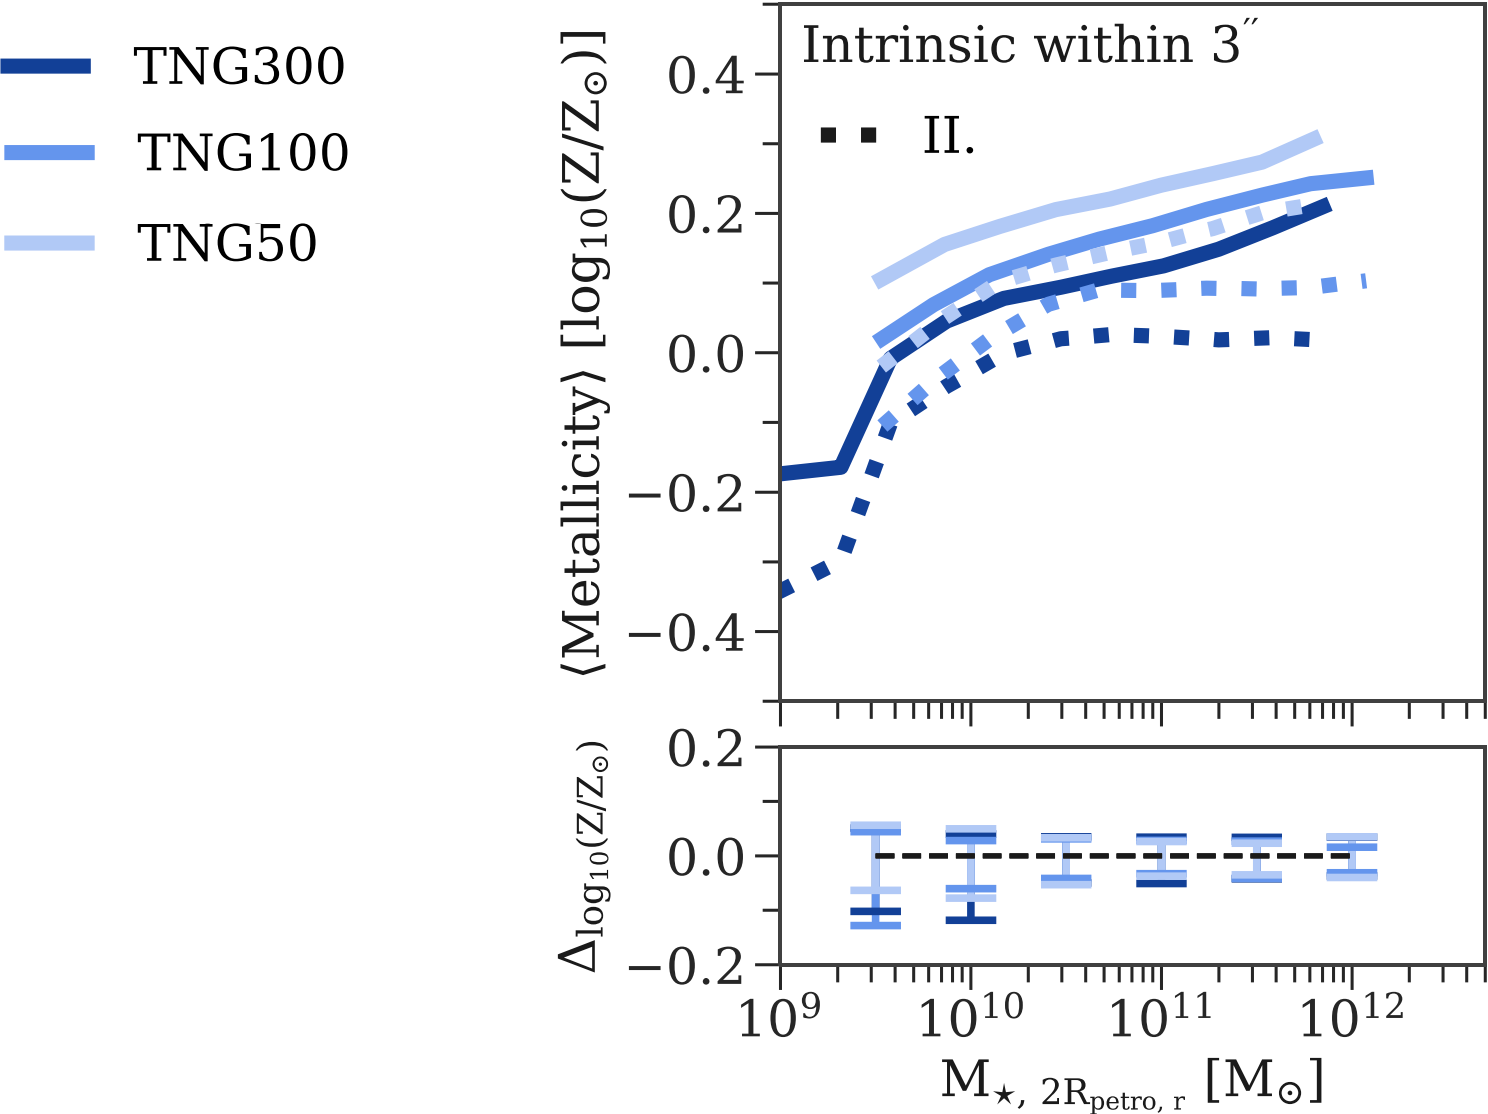 TNG300
TNG100
TNG50
Intrinsic within 3″
II.
⟨Metallicity⟩ [log₁₀(Z/Z⊙)]
0.4
0.2
0.0
−0.2
−0.4
Δlog₁₀(Z/Z⊙)
0.2
0.0
−0.2
10⁹ 10¹⁰ 10¹¹ 10¹²
M⋆, 2Rpetro, r [M⊙]